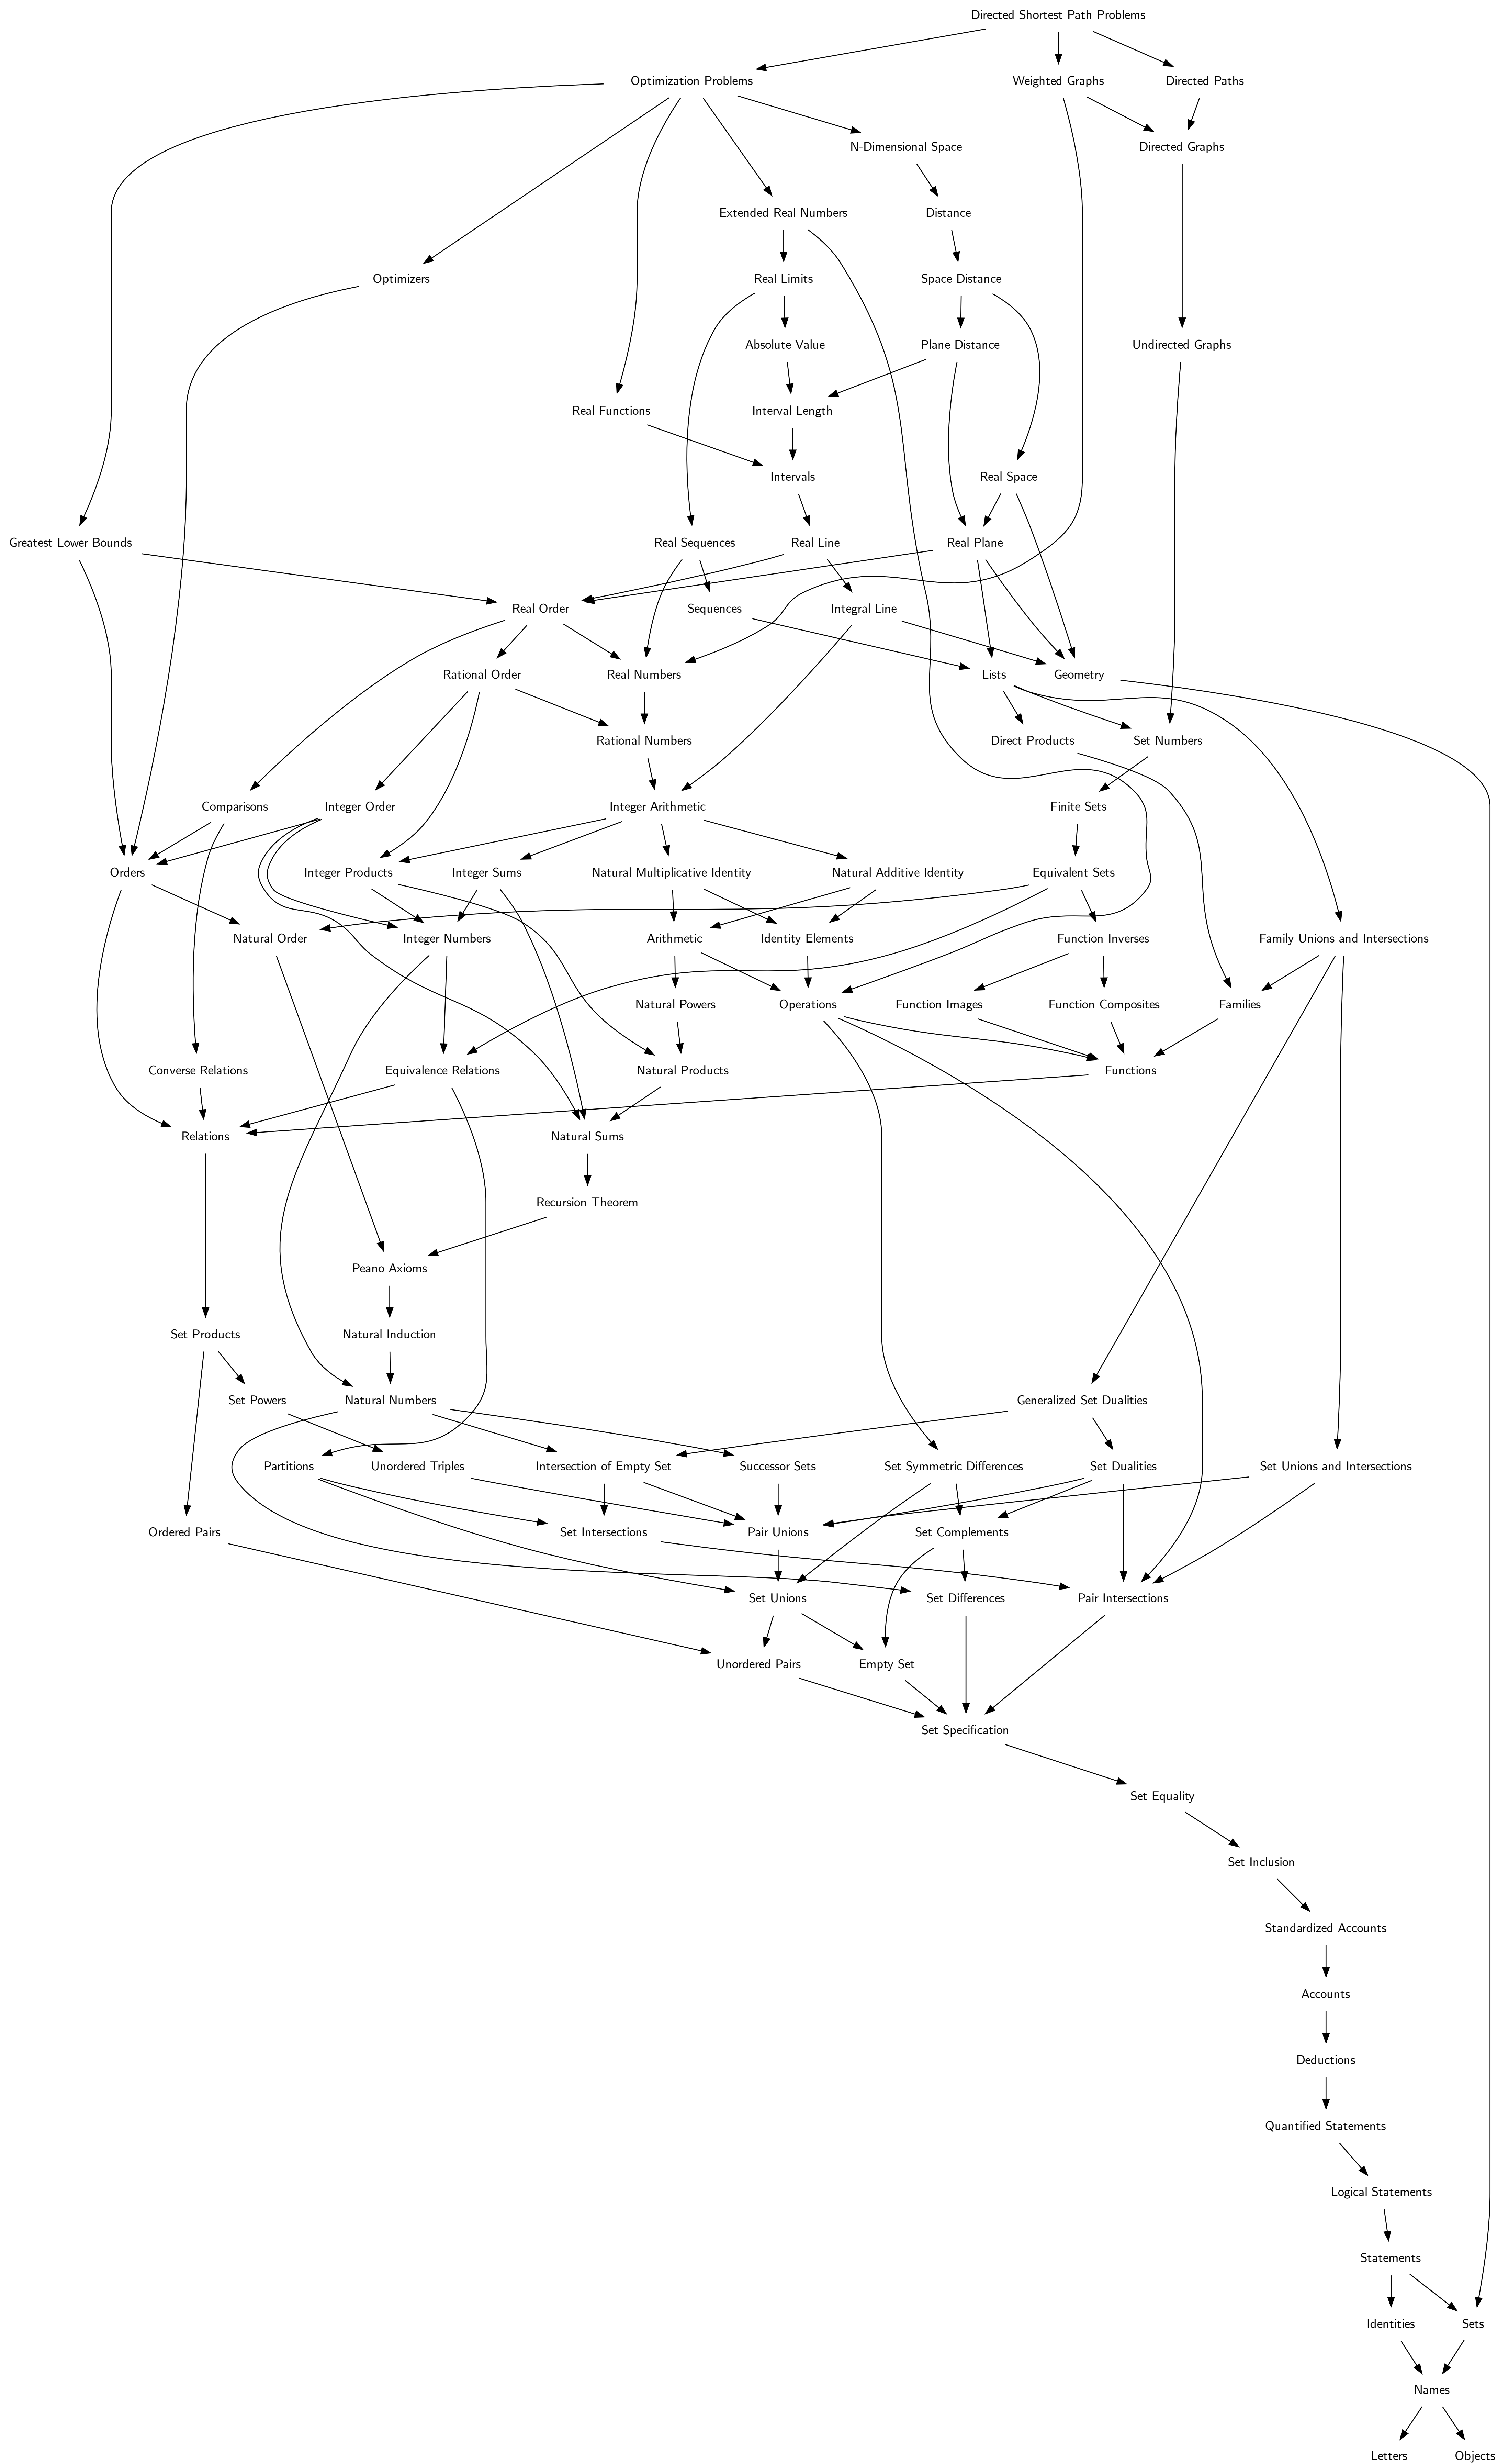 Directed Shortest Path Problems
Optimization Problems
Weighted Graphs
Directed Paths
N-Dimensional Space
Directed Graphs
Extended Real Numbers
Distance
Optimizers
Real Limits
Space Distance
Absolute Value
Plane Distance
Undirected Graphs
Real Functions
Interval Length
Intervals
Real Space
Greatest Lower Bounds
Real Sequences
Real Line
Real Plane
Real Order
Sequences
Integral Line
Rational Order
Real Numbers
Lists
Geometry
Rational Numbers
Direct Products
Set Numbers
Comparisons
Integer Order
Integer Arithmetic
Finite Sets
Orders
Integer Products
Integer Sums
Natural Multiplicative Identity
Natural Additive Identity
Equivalent Sets
Natural Order
Integer Numbers
Arithmetic
Identity Elements
Function Inverses
Family Unions and Intersections
Natural Powers
Operations
Function Images
Function Composites
Families
Converse Relations
Equivalence Relations
Natural Products
Functions
Relations
Natural Sums
Recursion Theorem
Peano Axioms
Set Products
Natural Induction
Set Powers
Natural Numbers
Generalized Set Dualities
Partitions
Unordered Triples
Intersection of Empty Set
Successor Sets
Set Symmetric Differences
Set Dualities
Set Unions and Intersections
Ordered Pairs
Set Intersections
Pair Unions
Set Complements
Set Unions
Set Differences
Pair Intersections
Unordered Pairs
Empty Set
Set Specification
Set Equality
Set Inclusion
Standardized Accounts
Accounts
Deductions
Quantified Statements
Logical Statements
Statements
Identities
Sets
Names
Letters
Objects